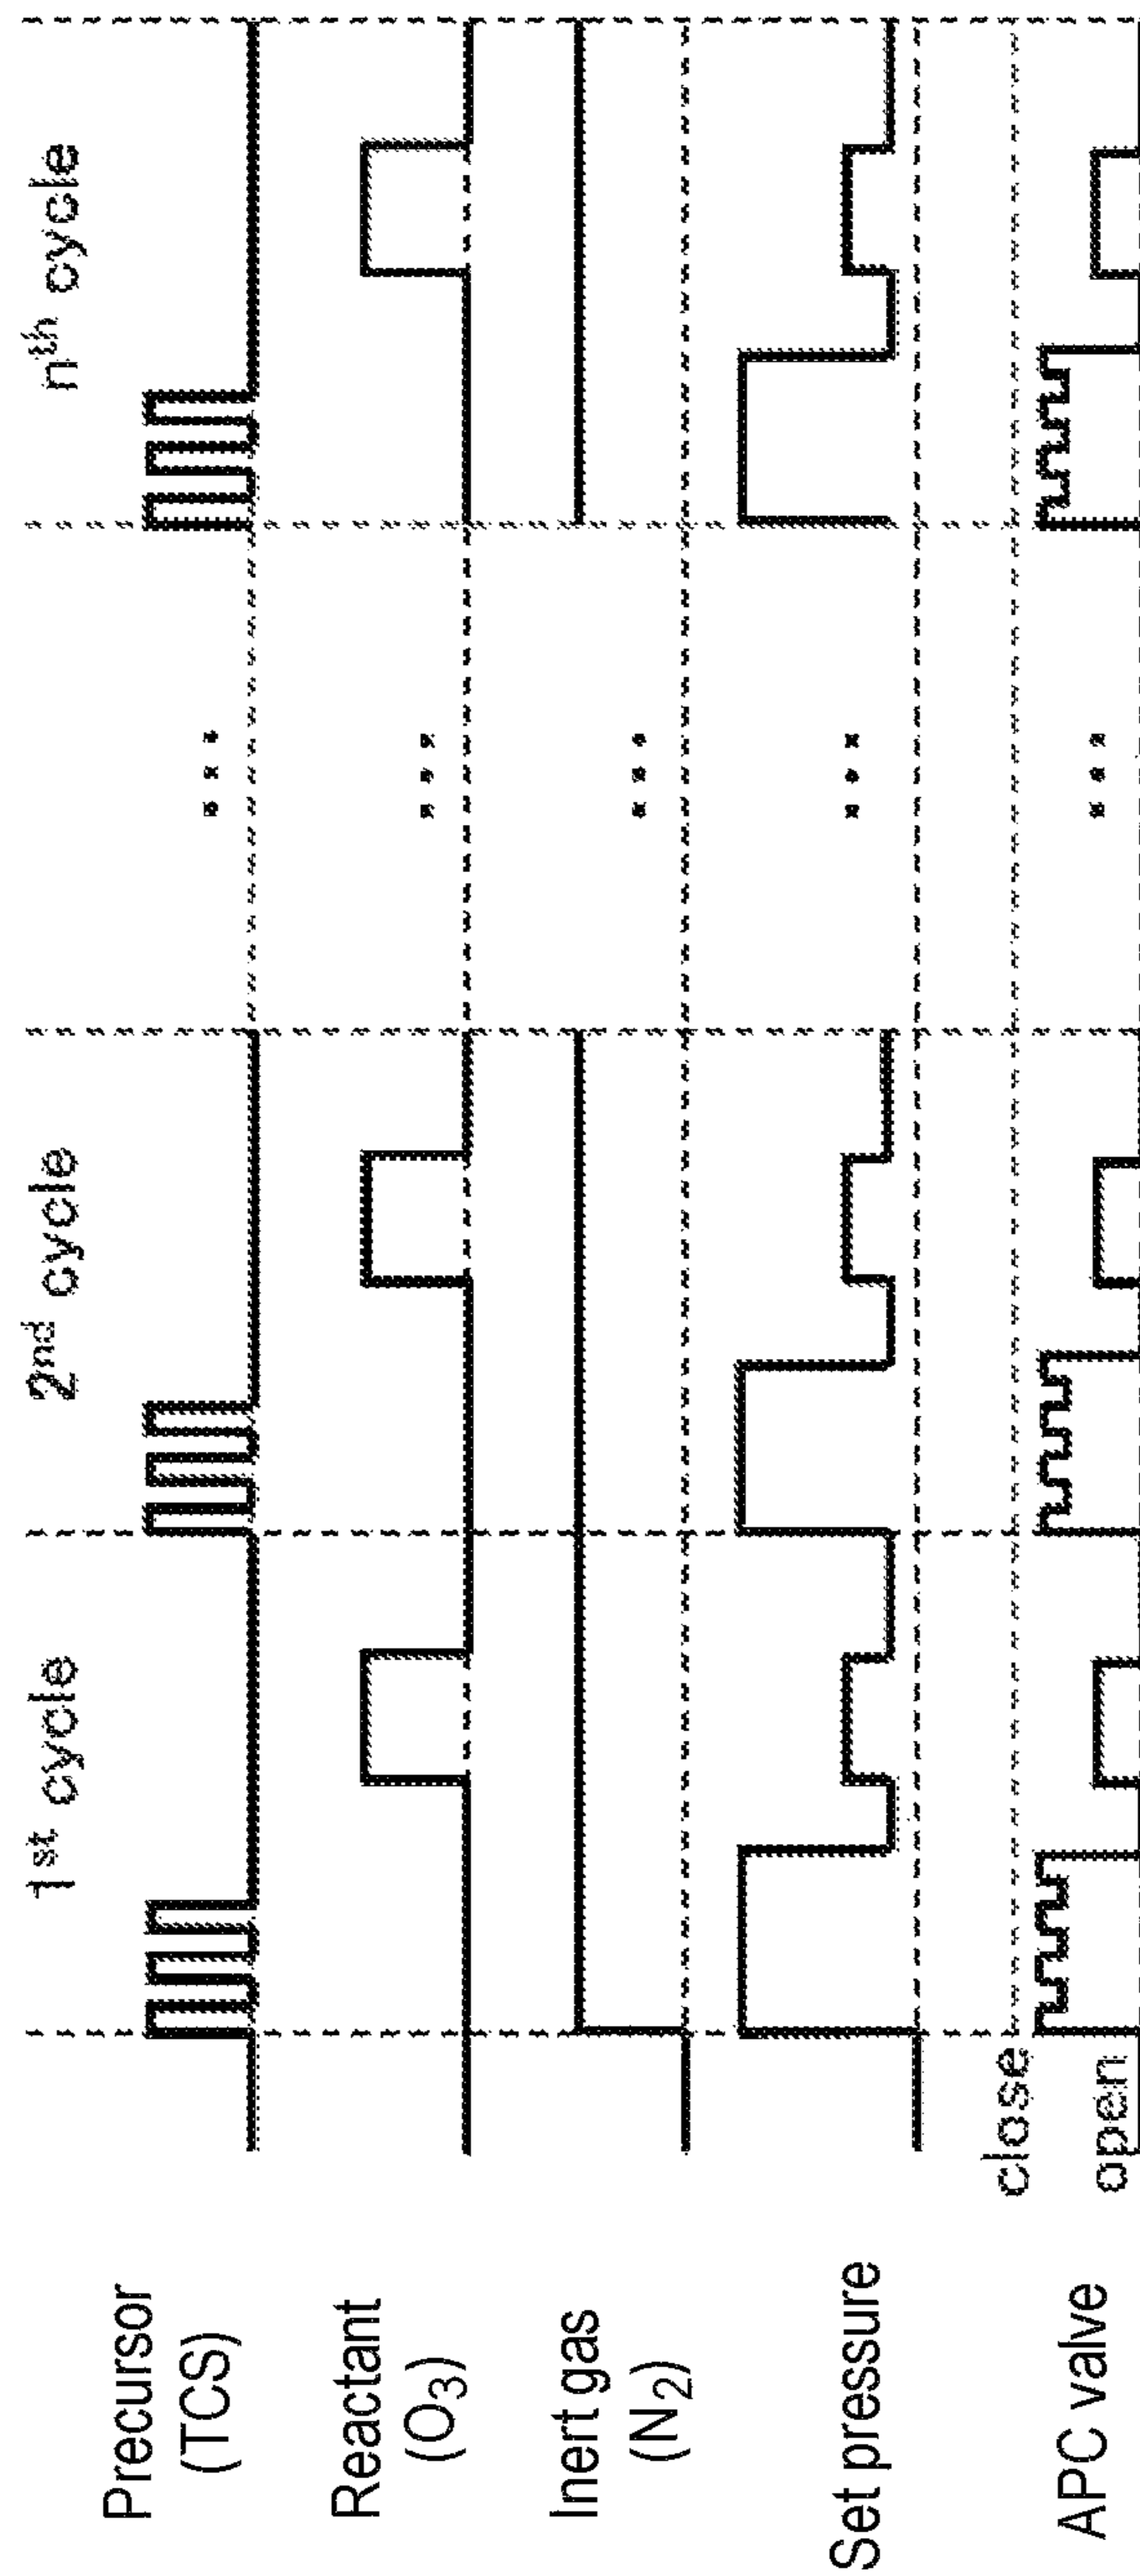 1st cycle
2nd cycle
nth cycle
Precursor
(TCS)
Reactant
(O3)
Inert gas
(N2)
Set pressure
close
open
APC valve